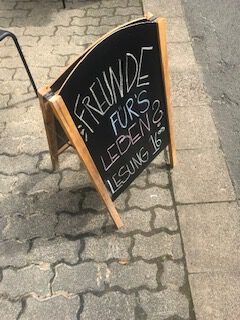 FREUNDE
FÜR'S
LEBEN?
LESUNG 16⁰⁰